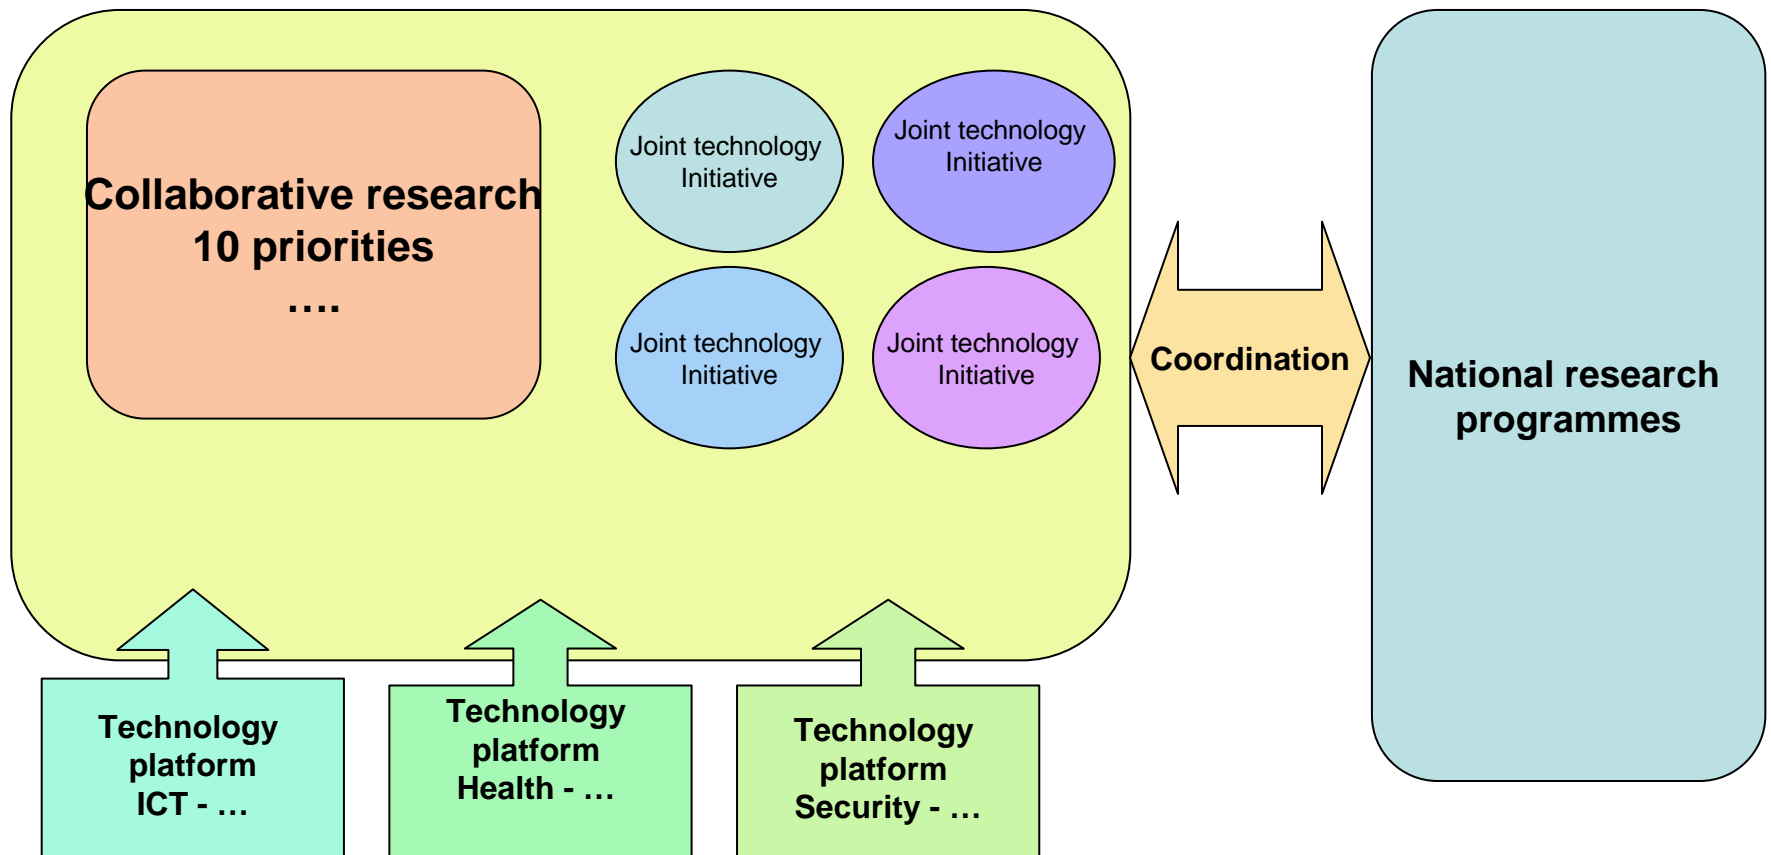 Collaborative research
10 priorities
....
Joint technology
Initiative
Joint technology
Initiative
Joint technology
Initiative
Joint technology
Initiative
Coordination
National research
programmes
Technology
platform
ICT - ...
Technology
platform
Health - ...
Technology
platform
Security - ...